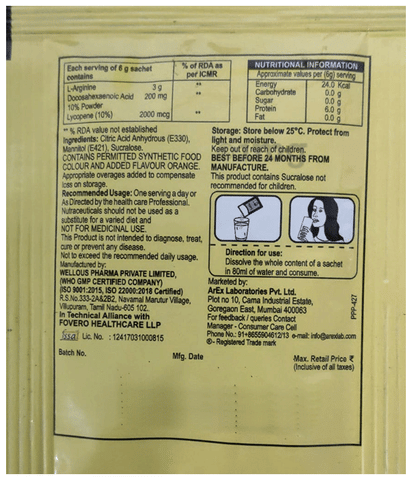 Each serving of 6 g sachet contains
% of RDA as per ICMR
L-Arginine 3 g **
Docosahexaenoic Acid 200 mg **
10% Powder
Lycopene (10%) 2000 mcg **
** % RDA value not established
Ingredients: Citric Acid Anhydrous (E330),
Mannitol (E421), Sucralose.
CONTAINS PERMITTED SYNTHETIC FOOD
COLOUR AND ADDED FLAVOUR ORANGE.
Appropriate overages added to compensate
loss on storage.
Recommended Usage: One serving a day or
As Directed by the health care Professional.
Nutraceuticals should not be used as a
substitute for a varied diet and
NOT FOR MEDICINAL USE.
This Product is not Intended to diagnose, treat,
cure or prevent any disease.
Not to exceed the recommended daily usage.
Manufactured by:
WELLOUS PHARMA PRIVATE LIMITED,
(WHO GMP CERTIFIED COMPANY)
(ISO 9001:2015, ISO 22000:2018 Certified)
R.S.No.333-2A&2B2, Navamal Marutur Village,
Villupuram, Tamil Nadu-605 102.
In Technical Alliance with
FOVERO HEALTHCARE LLP
fssai Lic. No. : 12417031000815
NUTRITIONAL INFORMATION
Approximate values per (6g) serving
Energy 24.0 Kcal
Carbohydrate 0.0 g
Sugar 0.0 g
Protein 6.0 g
Fat 0.0 g
Storage: Store below 25°C. Protect from
light and moisture.
Keep out of reach of children.
BEST BEFORE 24 MONTHS FROM
MANUFACTURE.
This product contains Sucralose not
recommended for children.
Direction for use:
Dissolve the whole content of a sachet
in 80ml of water and consume.
Marketed by:
ArEx Laboratories Pvt. Ltd.
Plot no 10, Cama Industrial Estate,
Goregaon East, Mumbai 400063
For feedback / queries Contact
Manager - Consumer Care Cell
Phone No.: 91+8655904612/13 e-mail: info@arexlab.com
®- Registered Trade mark
PPP-427
Batch No. Mfg. Date Max. Retail Price ₹
(Inclusive of all taxes)